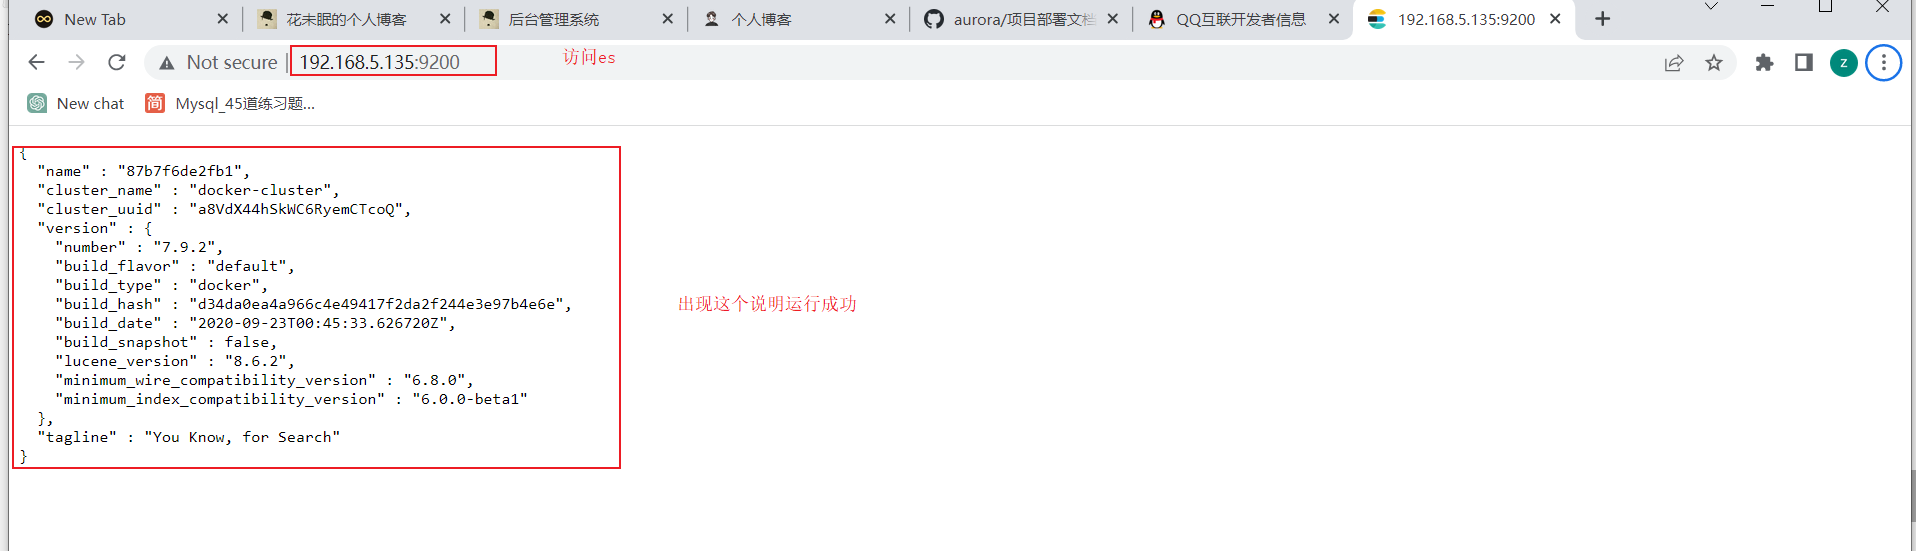 New Tab
花未眠的个人博客
后台管理系统
个人博客
aurora/项目部署文档
QQ互联开发者信息
192.168.5.135:9200
Not secure
192.168.5.135:9200
访问es
z
New chat
简
Mysql_45道练习题...
{
"name" : "87b7f6de2fb1",
"cluster_name" : "docker-cluster",
"cluster_uuid" : "a8VdX44hSkWC6RyemCTcoQ",
"version" : {
"number" : "7.9.2",
"build_flavor" : "default",
"build_type" : "docker",
"build_hash" : "d34da0ea4a966c4e49417f2da2f244e3e97b4e6e",
"build_date" : "2020-09-23T00:45:33.626720Z",
"build_snapshot" : false,
"lucene_version" : "8.6.2",
"minimum_wire_compatibility_version" : "6.8.0",
"minimum_index_compatibility_version" : "6.0.0-beta1"
},
"tagline" : "You Know, for Search"
}
出现这个说明运行成功